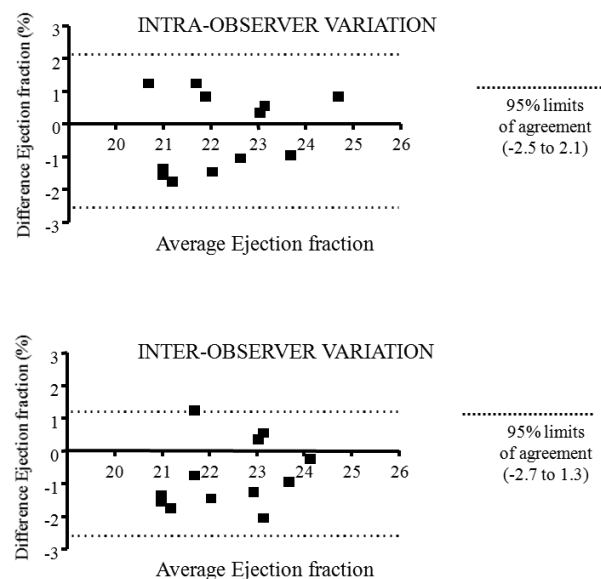 INTRA-OBSERVER VARIATION
Difference Ejection fraction (%)
3
2
1
0
-1
-2
-3
20 21 22 23 24 25 26
Average Ejection fraction
95% limits
of agreement
(-2.5 to 2.1)
INTER-OBSERVER VARIATION
Difference Ejection fraction (%)
3
2
1
0
-1
-2
-3
20 21 22 23 24 25 26
Average Ejection fraction
95% limits
of agreement
(-2.7 to 1.3)